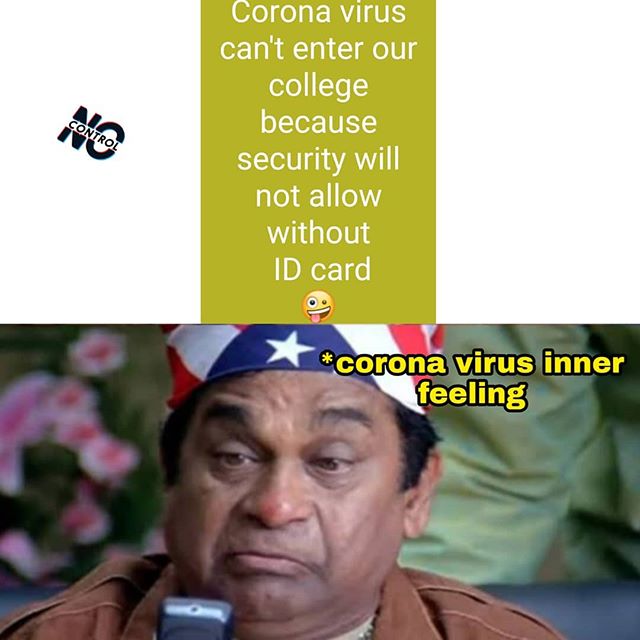 Corona virus
can't enter our
college
because
security will
not allow
without
ID card
🤪
NO
CONTROL
*corona virus inner
feeling